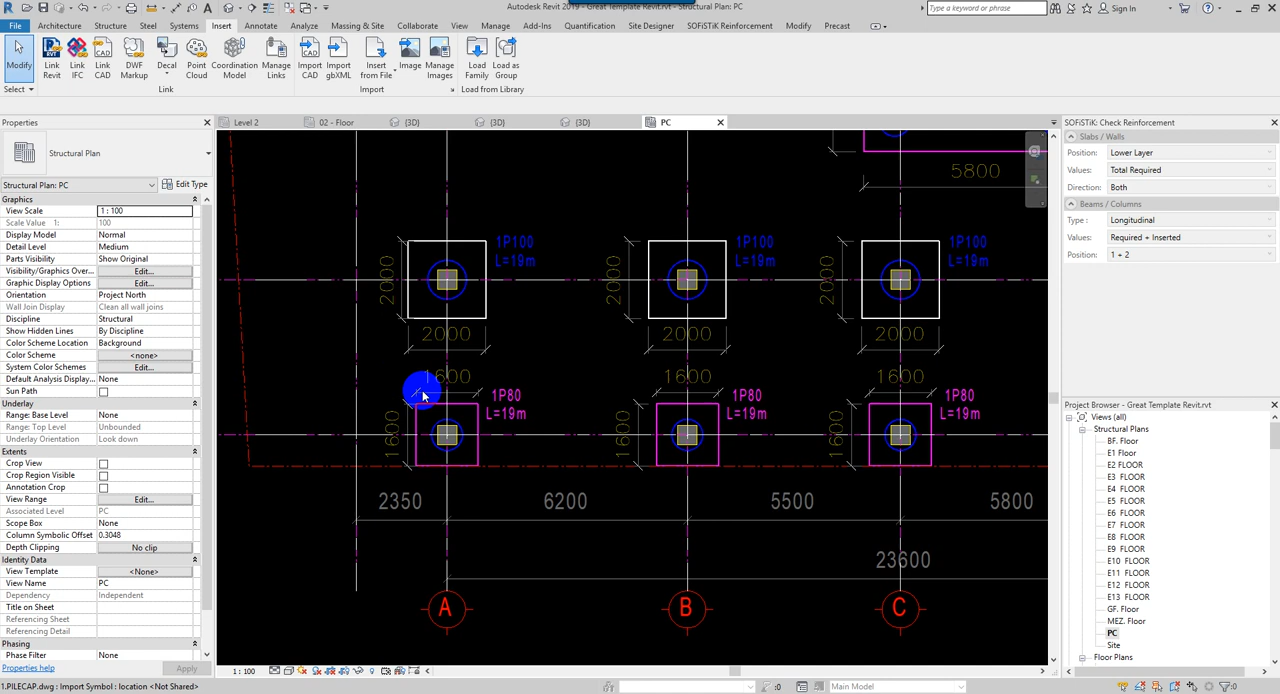 Autodesk Revit 2019 - Great Template Revit.rvt - Structural Plan: PC
Type a keyword or phrase
Sign In
File Architecture Structure Steel Systems Insert Annotate Analyze Massing & Site Collaborate View Manage Add-Ins Quantification Site Designer SOFiSTiK Reinforcement Modify Precast
Modify
Link Revit
Link IFC
Link CAD
DWF Markup
Decal
Point Cloud
Coordination Model
Manage Links
Import CAD
Import gbXML
Insert from File
Image
Manage Images
Load Family
Load as Group
Select
Link
Import
Load from Library
Properties
Level 2
02 - Floor
{3D}
{3D}
{3D}
PC
SOFiSTiK: Check Reinforcement
Structural Plan
Structural Plan: PC
Edit Type
Graphics
View Scale 1 : 100
Scale Value 1: 100
Display Model Normal
Detail Level Medium
Parts Visibility Show Original
Visibility/Graphics Over... Edit...
Graphic Display Options Edit...
Orientation Project North
Wall Join Display Clean all wall joins
Discipline Structural
Show Hidden Lines By Discipline
Color Scheme Location Background
Color Scheme <none>
System Color Schemes Edit...
Default Analysis Display... None
Sun Path
Underlay
Range: Base Level None
Range: Top Level Unbounded
Underlay Orientation Look down
Extents
Crop View
Crop Region Visible
Annotation Crop
View Range Edit...
Associated Level PC
Scope Box None
Column Symbolic Offset 0.3048
Depth Clipping No clip
Identity Data
View Template <None>
View Name PC
Dependency Independent
Title on Sheet
Referencing Sheet
Referencing Detail
Phasing
Phase Filter None
Properties help
Apply
5800
1P100
L=19m
1P100
L=19m
1P100
L=19m
2000
2000
2000
2000
2000
2000
1600
1600
1600
1P80
L=19m
1P80
L=19m
1P80
L=19m
1600
1600
1600
2350
6200
5500
5800
23600
A
B
C
Slabs / Walls
Position: Lower Layer
Values: Total Required
Direction: Both
Beams / Columns
Type : Longitudinal
Values: Required + Inserted
Position: 1 + 2
Project Browser - Great Template Revit.rvt
Views (all)
Structural Plans
BF. Floor
E1 Floor
E2 FLOOR
E3 FLOOR
E4 FLOOR
E5 FLOOR
E6 FLOOR
E7 FLOOR
E8 FLOOR
E9 FLOOR
E10 FLOOR
E11 FLOOR
E12 FLOOR
E13 FLOOR
GF. Floor
MEZ. Floor
PC
Site
Floor Plans
1 : 100
1.PILECAP.dwg : Import Symbol : location <Not Shared>
:0
Main Model
:0